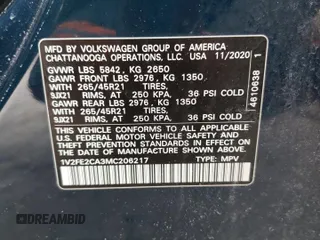 MFD. BY VOLKSWAGEN GROUP OF AMERICA
CHATTANOOGA OPERATIONS, LLC. USA 11/2020
GVWR LBS 5842, KG 2650
GAWR FRONT LBS 2976, KG 1350
WITH 265/45R21 TIRES,
9JX21 RIMS, AT 250 KPA, 36 PSI COLD
GAWR REAR LBS 2976, KG 1350
WITH 265/45R21 TIRES,
9JX21 RIMS, AT 250 KPA, 36 PSI COLD
THIS VEHICLE CONFORMS TO ALL APPLICABLE
FEDERAL MOTOR VEHICLE SAFETY, BUMPER, AND
THEFT PREVENTION STANDARDS IN EFFECT ON THE
DATE OF MANUFACTURE SHOWN ABOVE.
1V2FE2CA3MC206217 TYPE: MPV
4610638 1
DREAMBID